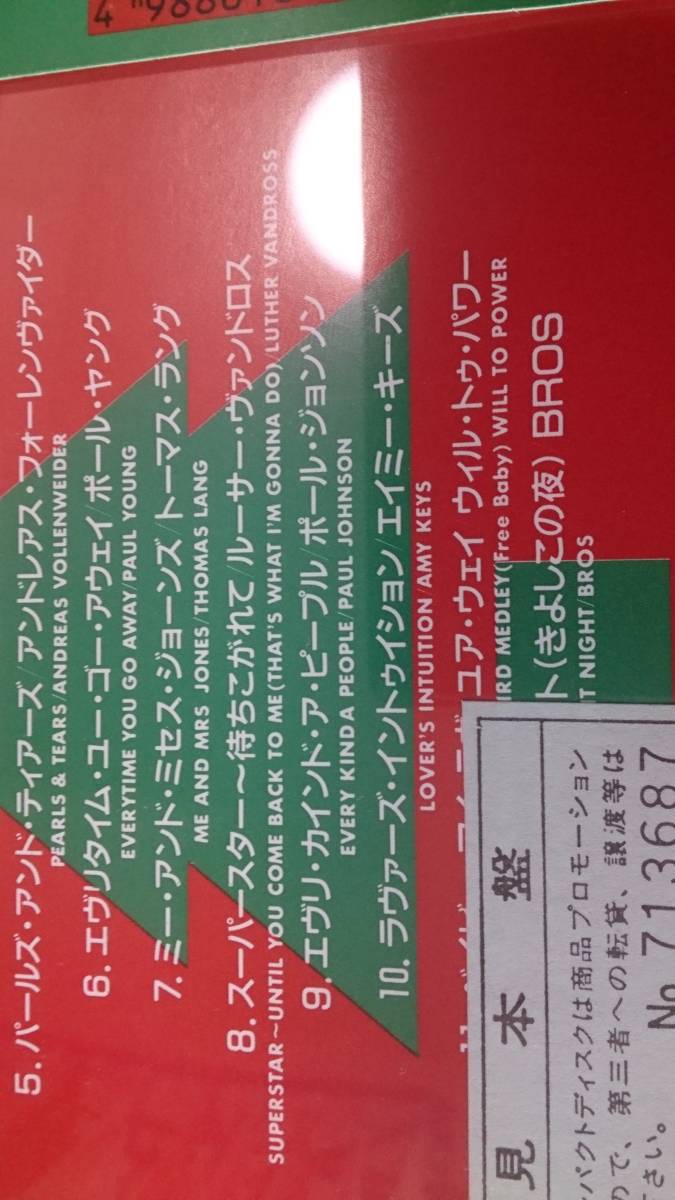 4 988010
5. パールズ・アンド・ティアーズ/アンドレアス・フォーレンヴァイダー
PEARLS & TEARS/ANDREAS VOLLENWEIDER
6. エヴリタイム・ユー・ゴー・アウェイ/ポール・ヤング
EVERYTIME YOU GO AWAY/PAUL YOUNG
7. ミー・アンド・ミセス・ジョーンズ/トーマス・ラング
ME AND MRS JONES/THOMAS LANG
8. スーパースター〜待ちこがれて/ルーサー・ヴァンドロス
SUPERSTAR~UNTIL YOU COME BACK TO ME(THAT'S WHAT I'M GONNA DO)/LUTHER VANDROSS
9. エヴリ・カインド・ア・ピープル/ポール・ジョンソン
EVERY KINDA PEOPLE/PAUL JOHNSON
10. ラヴァーズ・イントゥイション/エイミー・キーズ
LOVER'S INTUITION/AMY KEYS
ユア・ウェイ ウィル・トゥ・パワー
IRD MEDLEY(Free Baby) WILL TO POWER
ト(きよしこの夜) BROS
T NIGHT/BROS
見本盤
パクトディスクは商品プロモーション
ので、第三者への転貸、譲渡等は
さい。
№ 713687